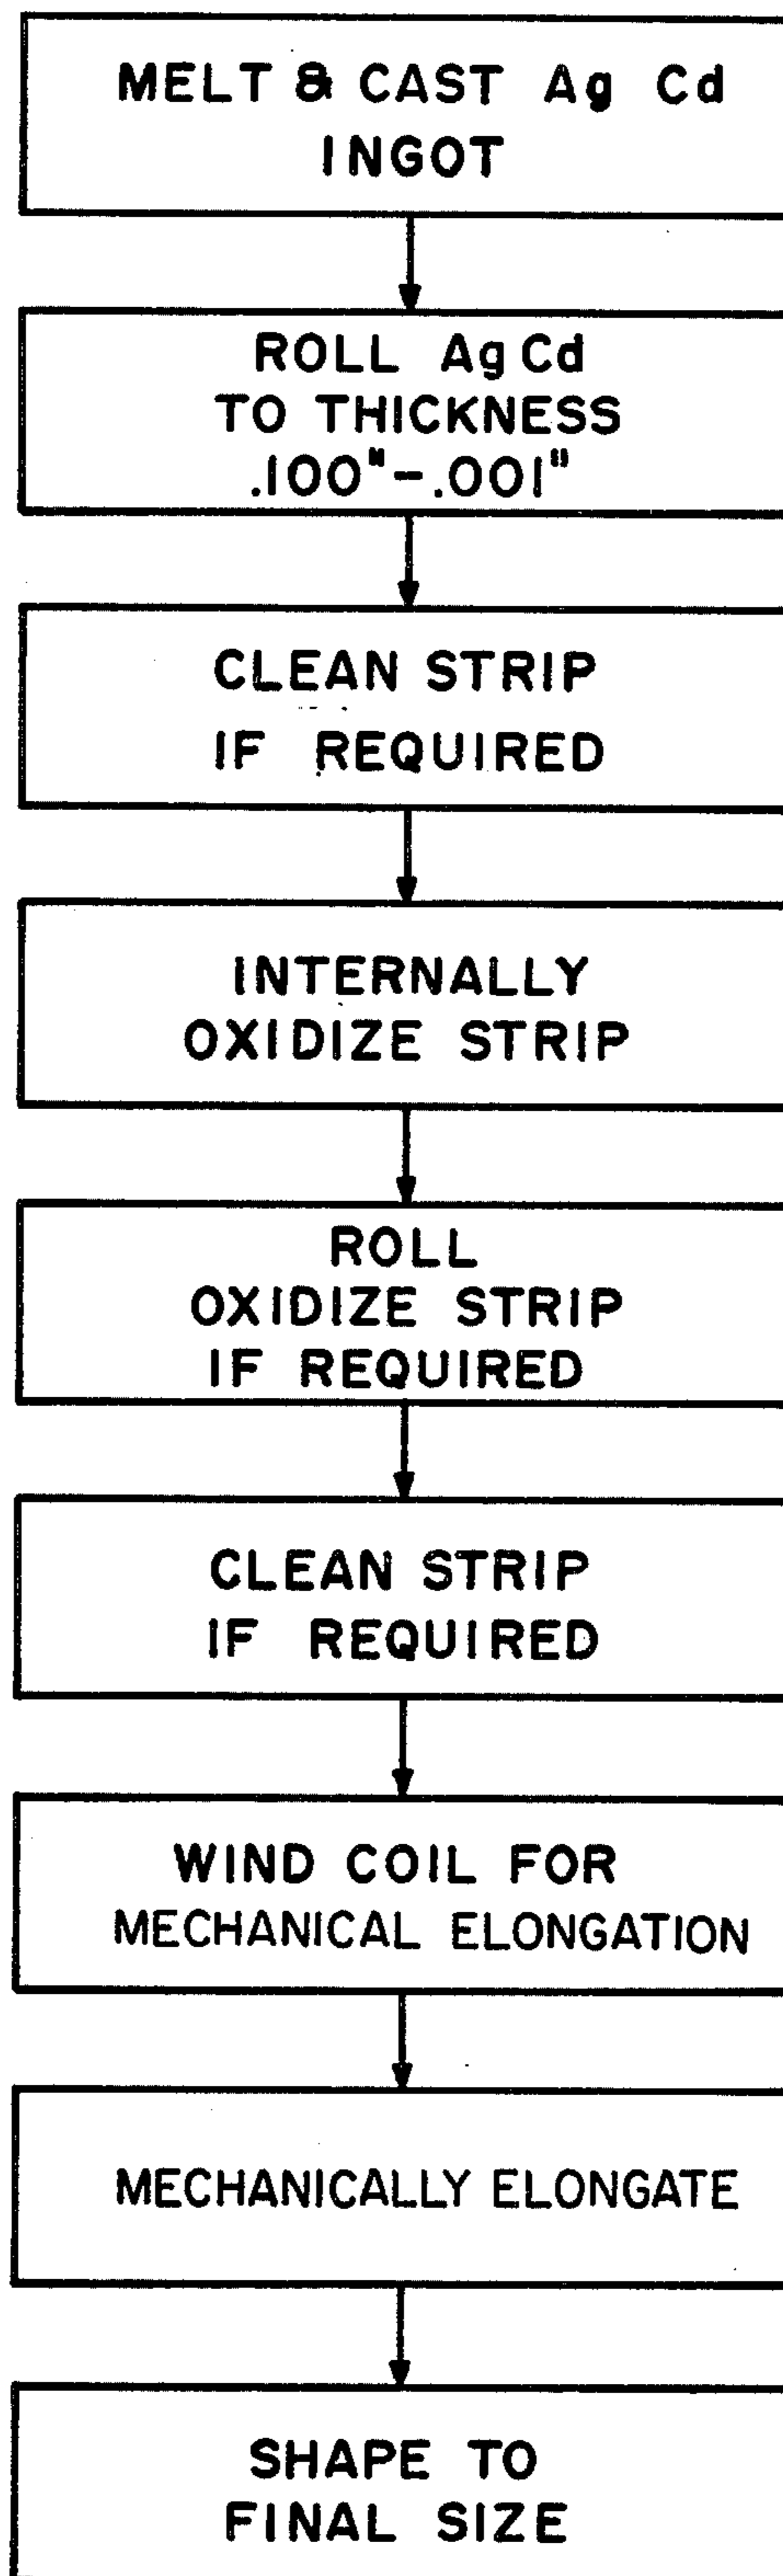 MELT & CAST Ag Cd
INGOT
ROLL Ag Cd
TO THICKNESS
.100"-.001"
CLEAN STRIP
IF REQUIRED
INTERNALLY
OXIDIZE STRIP
ROLL
OXIDIZE STRIP
IF REQUIRED
CLEAN STRIP
IF REQUIRED
WIND COIL FOR
MECHANICAL ELONGATION
MECHANICALLY ELONGATE
SHAPE TO
FINAL SIZE